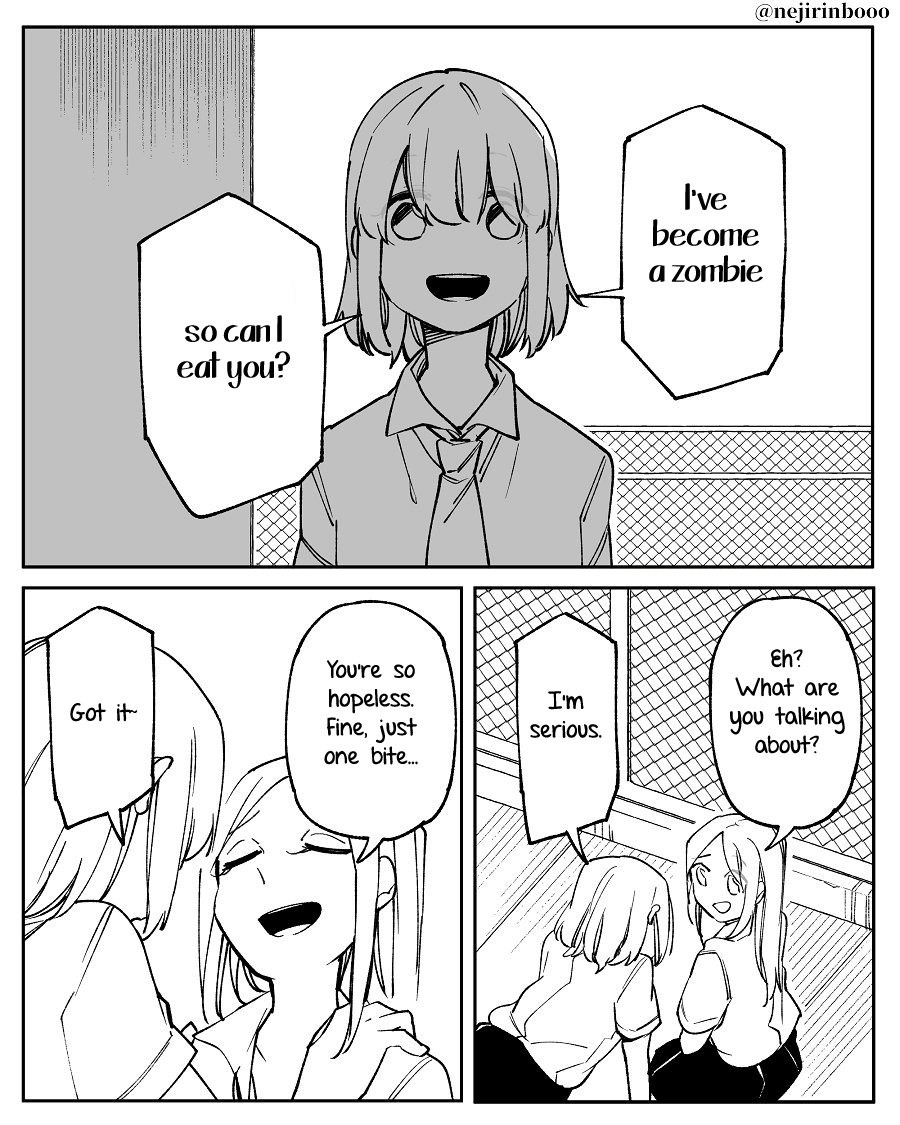 @nejirinbooo
I've
become
a zombie
so can I
eat you?
Eh?
What are
you talking
about?
I'm
serious.
You're so
hopeless.
Fine, just
one bite...
Got it~